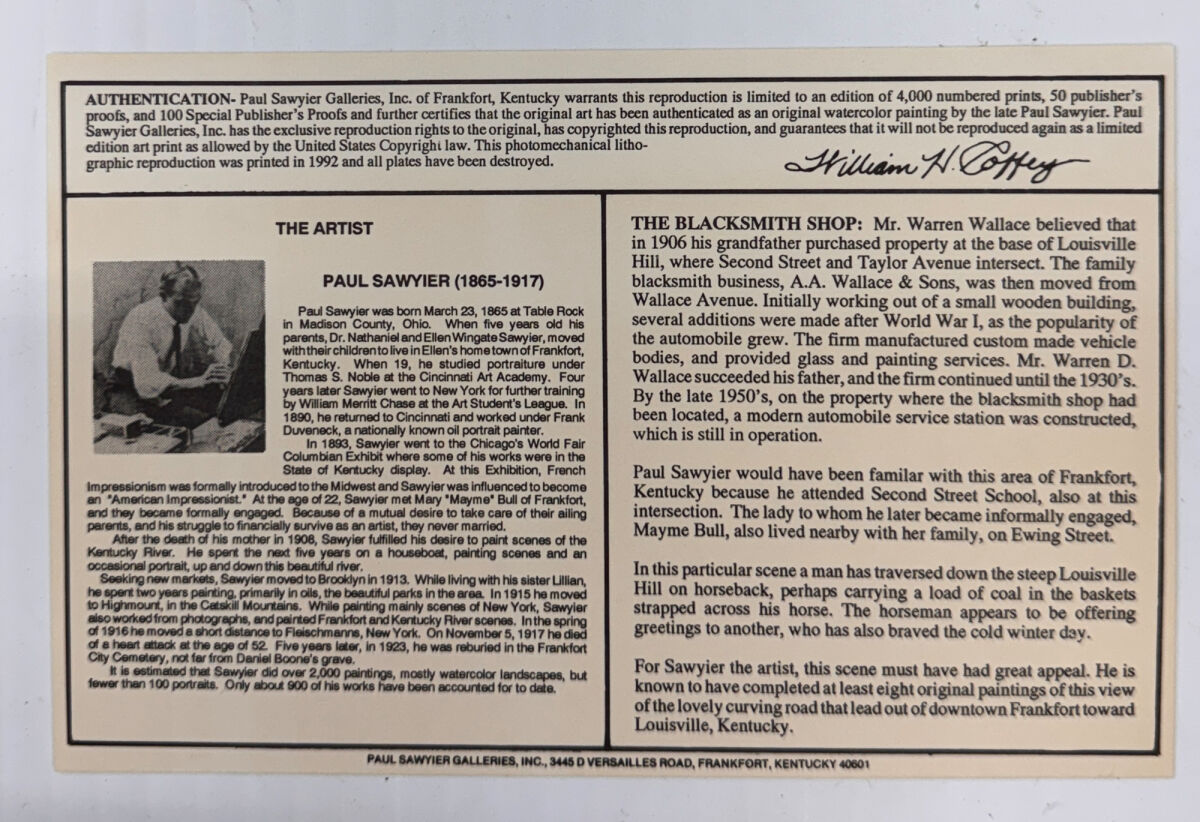 AUTHENTICATION- Paul Sawyier Galleries, Inc. of Frankfort, Kentucky warrants this reproduction is limited to an edition of 4,000 numbered prints, 50 publisher's
proofs, and 100 Special Publisher's Proofs and further certifies that the original art has been authenticated as an original watercolor painting by the late Paul Sawyier. Paul
Sawyier Galleries, Inc. has the exclusive reproduction rights to the original, has copyrighted this reproduction, and guarantees that it will not be reproduced again as a limited
edition art print as allowed by the United States Copyright law. This photomechanical litho-
graphic reproduction was printed in 1992 and all plates have been destroyed.
William H. Coffey
THE ARTIST
PAUL SAWYIER (1865-1917)
Paul Sawyier was born March 23, 1865 at Table Rock
in Madison County, Ohio. When five years old his
parents, Dr. Nathaniel and Ellen Wingate Sawyier, moved
with their children to live in Ellen's home town of Frankfort,
Kentucky. When 19, he studied portraiture under
Thomas S. Noble at the Cincinnati Art Academy. Four
years later Sawyier went to New York for further training
by William Merritt Chase at the Art Student's League. In
1890, he returned to Cincinnati and worked under Frank
Duveneck, a nationally known oil portrait painter.
In 1893, Sawyier went to the Chicago's World Fair
Columbian Exhibit where some of his works were in the
State of Kentucky display. At this Exhibition, French
Impressionism was formally introduced to the Midwest and Sawyier was influenced to become
an "American Impressionist." At the age of 22, Sawyier met Mary "Mayme" Bull of Frankfort,
and they became formally engaged. Because of a mutual desire to take care of their ailing
parents, and his struggle to financially survive as an artist, they never married.
After the death of his mother in 1908, Sawyier fulfilled his desire to paint scenes of the
Kentucky River. He spent the next five years on a houseboat, painting scenes and an
occasional portrait, up and down this beautiful river.
Seeking new markets, Sawyier moved to Brooklyn in 1913. While living with his sister Lillian,
he spent two years painting, primarily in oils, the beautiful parks in the area. In 1915 he moved
to Highmount, in the Catskill Mountains. While painting mainly scenes of New York, Sawyier
also worked from photographs, and painted Frankfort and Kentucky River scenes. In the spring
of 1916 he moved a short distance to Fleischmanns, New York. On November 5, 1917 he died
of a heart attack at the age of 52. Five years later, in 1923, he was reburied in the Frankfort
City Cemetery, not far from Daniel Boone's grave.
It is estimated that Sawyier did over 2,000 paintings, mostly watercolor landscapes, but
fewer than 100 portraits. Only about 900 of his works have been accounted for to date.
THE BLACKSMITH SHOP: Mr. Warren Wallace believed that
in 1906 his grandfather purchased property at the base of Louisville
Hill, where Second Street and Taylor Avenue intersect. The family
blacksmith business, A.A. Wallace & Sons, was then moved from
Wallace Avenue. Initially working out of a small wooden building,
several additions were made after World War I, as the popularity of
the automobile grew. The firm manufactured custom made vehicle
bodies, and provided glass and painting services. Mr. Warren D.
Wallace succeeded his father, and the firm continued until the 1930's.
By the late 1950's, on the property where the blacksmith shop had
been located, a modern automobile service station was constructed,
which is still in operation.
Paul Sawyier would have been familar with this area of Frankfort,
Kentucky because he attended Second Street School, also at this
intersection. The lady to whom he later became informally engaged,
Mayme Bull, also lived nearby with her family, on Ewing Street.
In this particular scene a man has traversed down the steep Louisville
Hill on horseback, perhaps carrying a load of coal in the baskets
strapped across his horse. The horseman appears to be offering
greetings to another, who has also braved the cold winter day.
For Sawyier the artist, this scene must have had great appeal. He is
known to have completed at least eight original paintings of this view
of the lovely curving road that lead out of downtown Frankfort toward
Louisville, Kentucky.
PAUL SAWYIER GALLERIES, INC., 3445 D VERSAILLES ROAD, FRANKFORT, KENTUCKY 40601